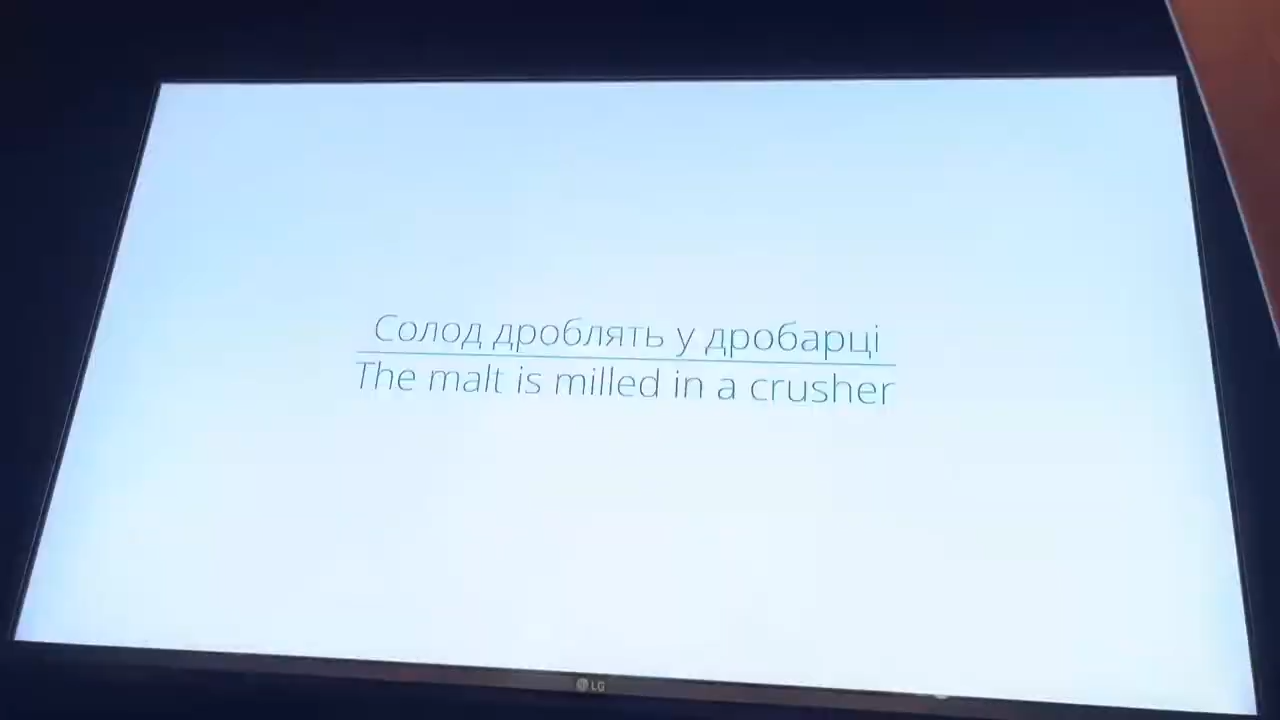 Солод дроблять у дробарці
The malt is milled in a crusher
LG